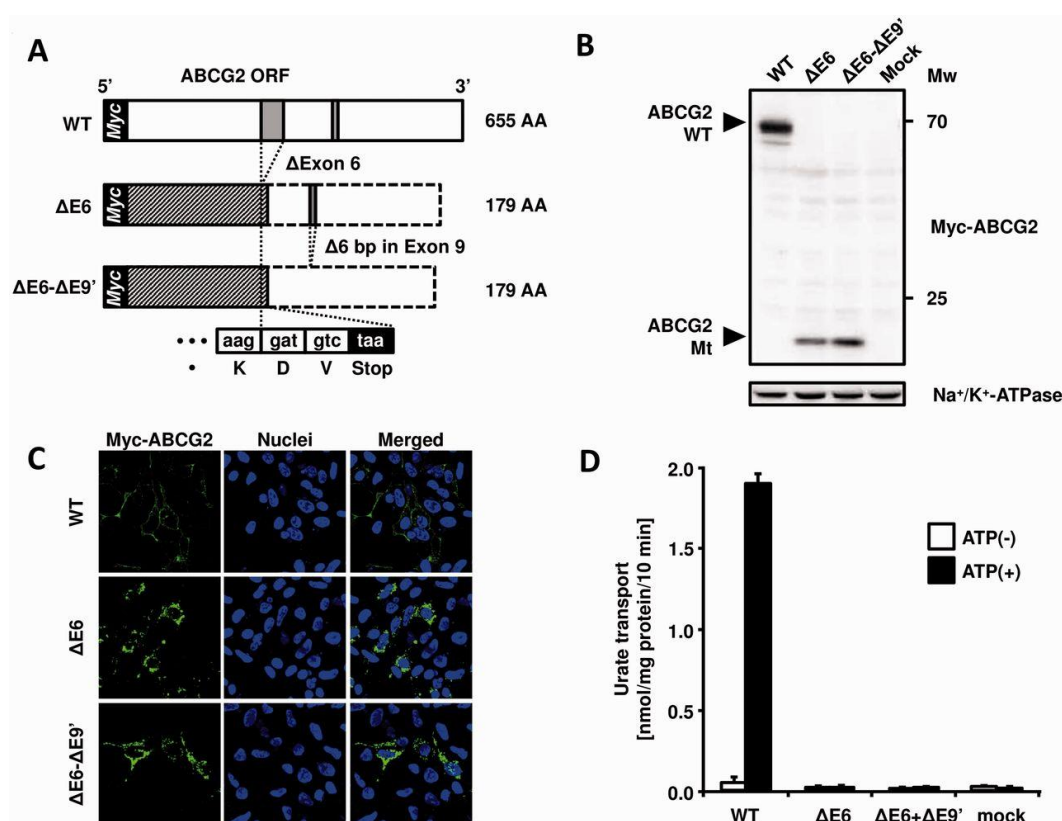 A
ABCG2 ORF
5’
3’
WT
Myc
655 AA
ΔExon 6
ΔE6
Myc
179 AA
Δ6 bp in Exon 9
ΔE6-ΔE9’
Myc
179 AA
••• aag gat gtc taa
• K D V Stop
B
WT
ΔE6
ΔE6-ΔE9’
Mock
Mw
ABCG2
WT
70
Myc-ABCG2
25
ABCG2
Mt
Na⁺/K⁺-ATPase
C
Myc-ABCG2 Nuclei Merged
WT
ΔE6
ΔE6-ΔE9’
D
Urate transport
[nmol/mg protein/10 min]
2.0
1.5
1.0
0.5
0.0
ATP(-)
ATP(+)
WT ΔE6 ΔE6+ΔE9’ mock